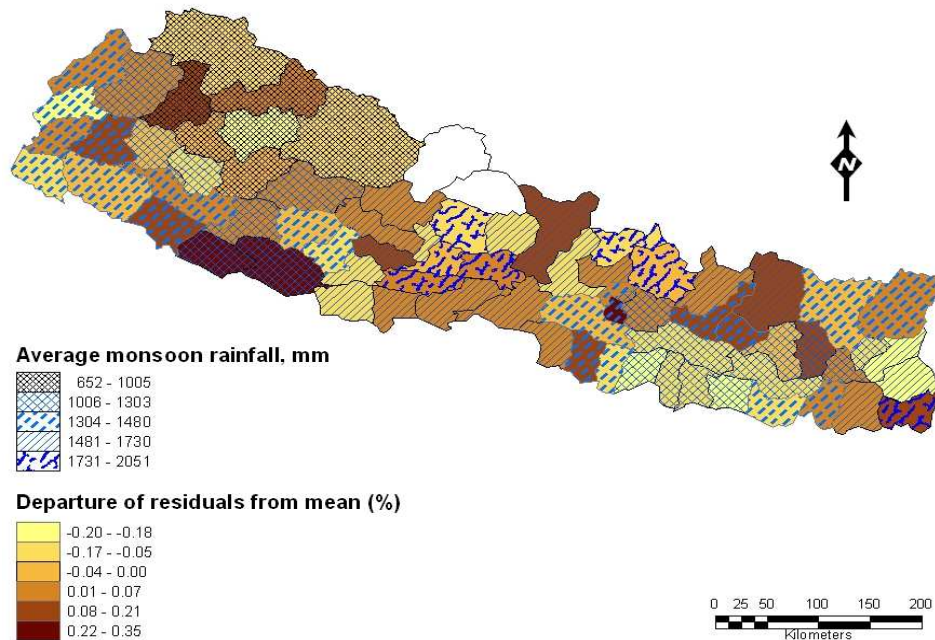 N
Average monsoon rainfall, mm
652 - 1005
1006 - 1303
1304 - 1480
1481 - 1730
1731 - 2051
Departure of residuals from mean (%)
-0.20 - -0.18
-0.17 - -0.05
-0.04 - 0.00
0.01 - 0.07
0.08 - 0.21
0.22 - 0.35
0 25 50 100 150 200
Kilometers